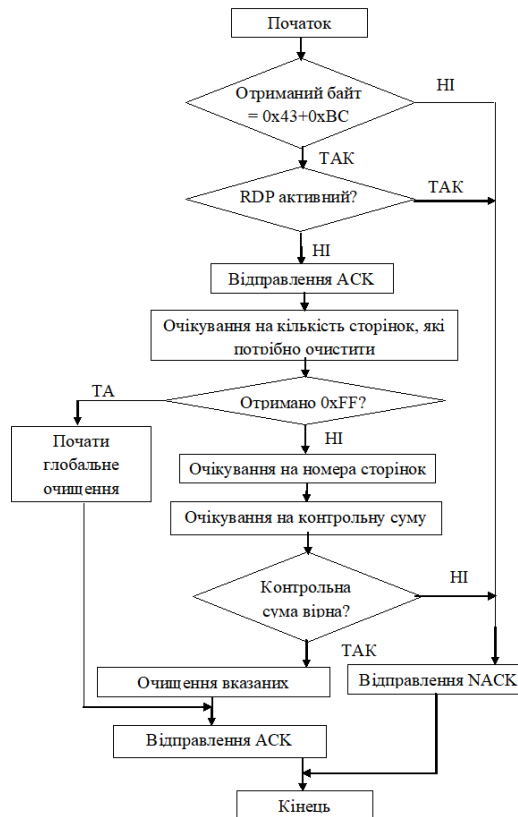 Початок
Отриманий байт
= 0x43+0xBC
НІ
ТАК
RDP активний?
ТАК
НІ
Відправлення ACK
Очікування на кількість сторінок, які
потрібно очистити
ТА
Отримано 0xFF?
НІ
Почати
глобальне
очищення
Очікування на номера сторінок
Очікування на контрольну суму
Контрольна
сума вірна?
НІ
ТАК
Очищення вказаних
Відправлення NACK
Відправлення ACK
Кінець